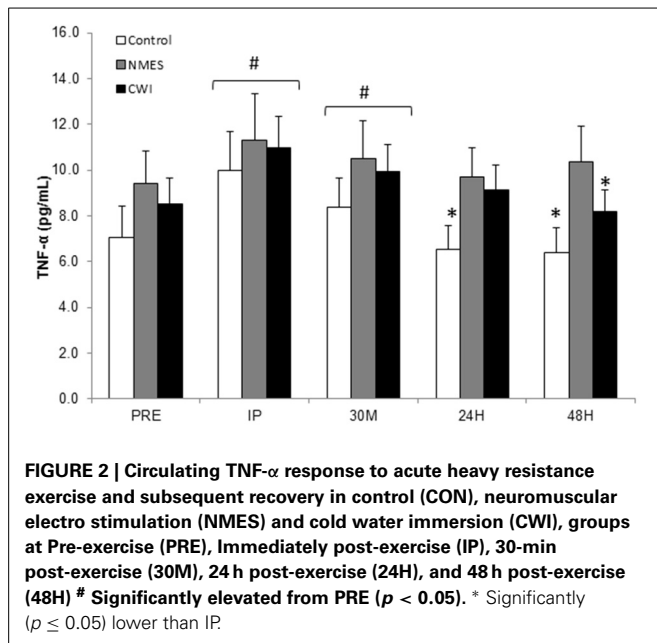 16.0
Control
NMES
CWI
14.0
12.0
10.0
8.0
6.0
4.0
2.0
0.0
TNF-α (pg/mL)
#
#
*
*
*
PRE IP 30M 24H 48H
FIGURE 2 | Circulating TNF-α response to acute heavy resistance
exercise and subsequent recovery in control (CON), neuromuscular
electro stimulation (NMES) and cold water immersion (CWI), groups
at Pre-exercise (PRE), Immediately post-exercise (IP), 30-min
post-exercise (30M), 24 h post-exercise (24H), and 48 h post-exercise
(48H) # Significantly elevated from PRE (p < 0.05). * Significantly
(p ≤ 0.05) lower than IP.